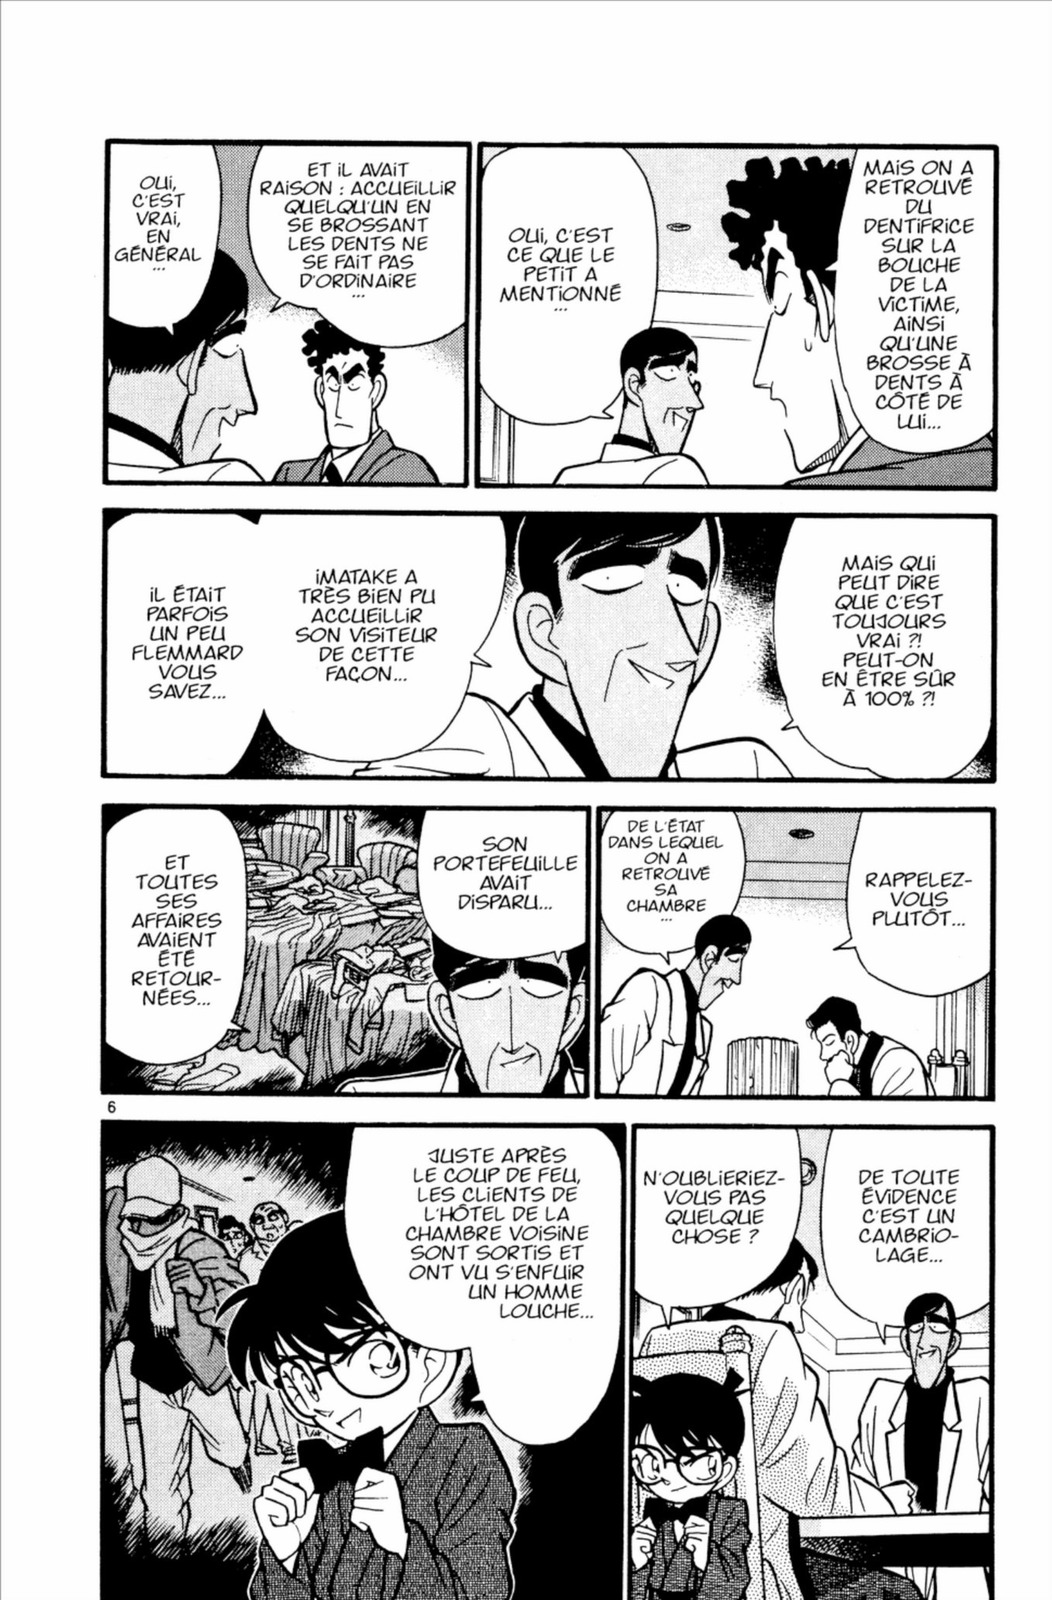 MAIS ON A
RETROUVÉ
DU
DENTIFRICE
SUR LA
BOUCHE
DE LA
VICTIME,
AINSI
QU'UNE
BROSSE À
DENTS À
CÔTÉ DE
LUI...
OUI, C'EST
CE QUE LE
PETIT A
MENTIONNÉ
...
ET IL AVAIT
RAISON : ACCUEILLIR
QUELQU'UN EN
SE BROSSANT
LES DENTS NE
SE FAIT PAS
D'ORDINAIRE
...
OUI,
C'EST
VRAI,
EN
GÉNÉRAL
...
MAIS QUI
PEUT DIRE
QUE C'EST
TOUJOURS
VRAI ?!
PEUT-ON
EN ÊTRE SÛR
À 100% ?!
IMATAKE A
TRÈS BIEN PU
ACCUEILLIR
SON VISITEUR
DE CETTE
FAÇON...
IL ÉTAIT
PARFOIS
UN PEU
FLEMMARD
VOUS
SAVEZ...
RAPPELEZ-
VOUS
PLUTÔT...
DE L'ÉTAT
DANS LEQUEL
ON A
RETROUVÉ
SA
CHAMBRE
...
SON
PORTEFEUILLE
AVAIT
DISPARU...
ET
TOUTES
SES
AFFAIRES
AVAIENT
ÉTÉ
RETOUR-
NÉES...
6
DE TOUTE
ÉVIDENCE
C'EST UN
CAMBRIO-
LAGE...
N'OUBLIERIEZ-
VOUS PAS
QUELQUE
CHOSE ?
JUSTE APRÈS
LE COUP DE FEU,
LES CLIENTS DE
L'HÔTEL DE LA
CHAMBRE VOISINE
SONT SORTIS ET
ONT VU S'ENFUIR
UN HOMME
LOUCHE...